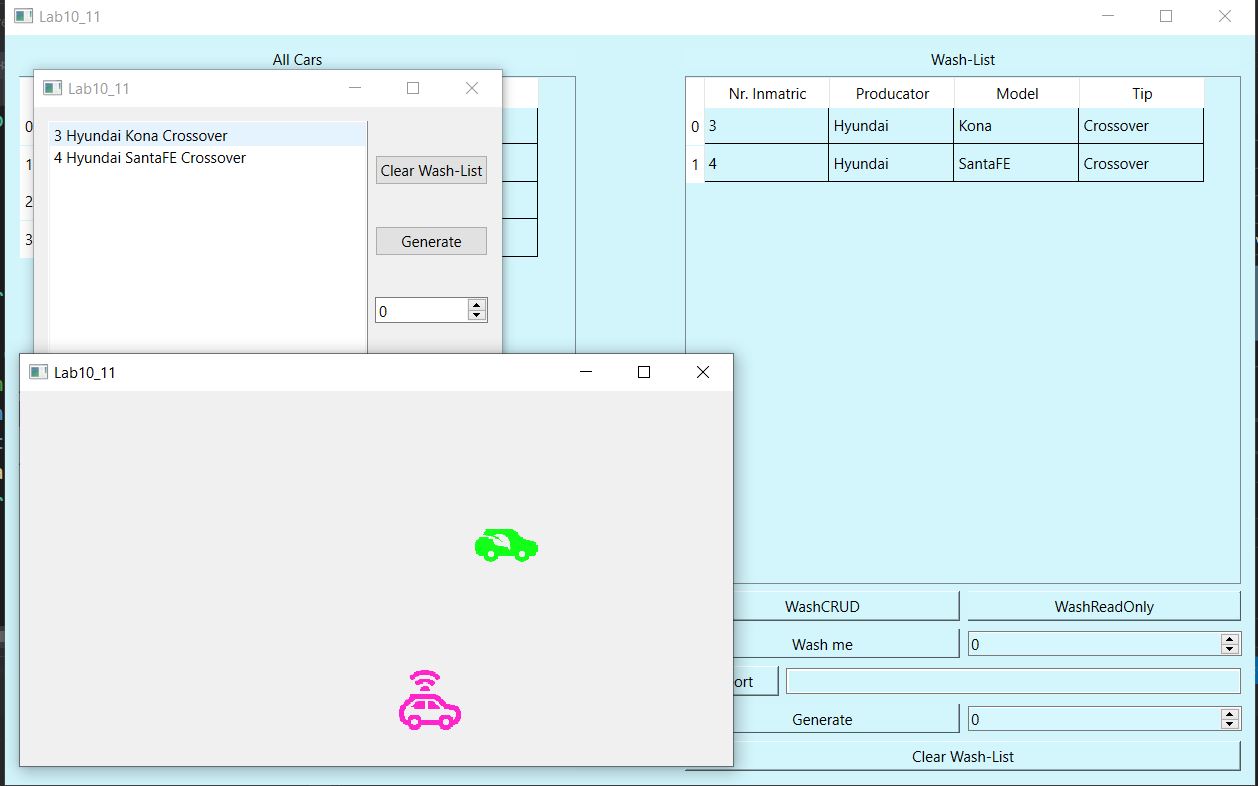 Lab10_11
All Cars
Wash-List
Lab10_11
Nr. Inmatric Producator Model Tip
0 3 Hyundai Kona Crossover
1 4 Hyundai SantaFE Crossover
0
1
2
3
3 Hyundai Kona Crossover
4 Hyundai SantaFE Crossover
Clear Wash-List
Generate
0
Lab10_11
WashCRUD WashReadOnly
Wash me 0
ort
Generate 0
Clear Wash-List